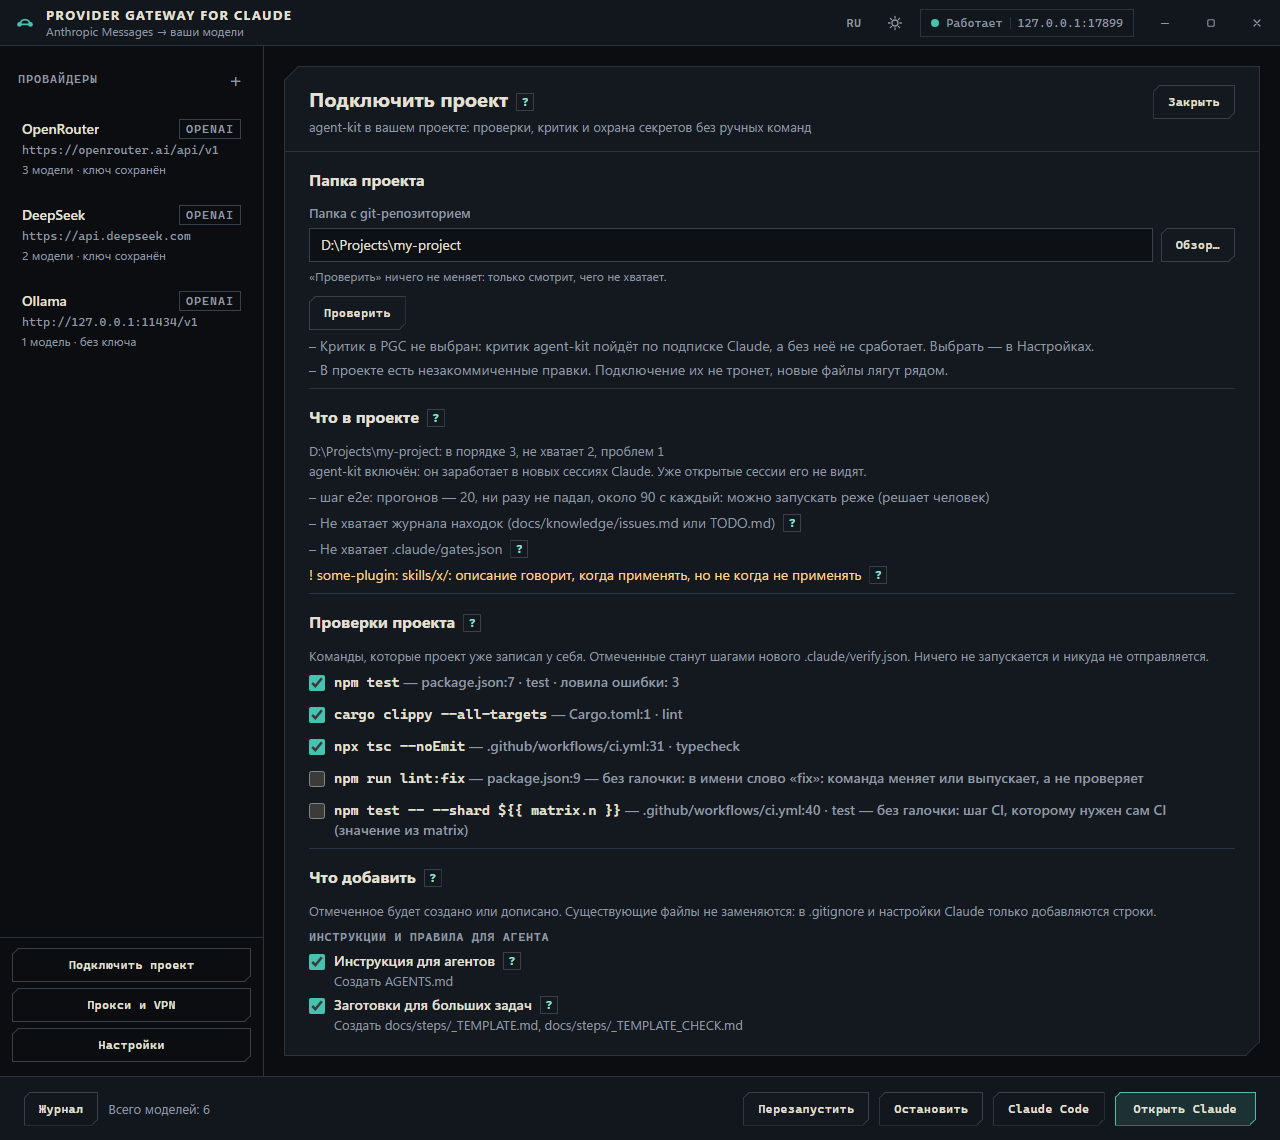 PROVIDER GATEWAY FOR CLAUDE
Anthropic Messages → ваши модели
RU
Работает
127.0.0.1:17899
ПРОВАЙДЕРЫ
+
OpenRouter
OPENAI
https://openrouter.ai/api/v1
3 модели · ключ сохранён
DeepSeek
OPENAI
https://api.deepseek.com
2 модели · ключ сохранён
Ollama
OPENAI
http://127.0.0.1:11434/v1
1 модель · без ключа
Подключить проект
Прокси и VPN
Настройки
Подключить проект ?
Закрыть
agent-kit в вашем проекте: проверки, критик и охрана секретов без ручных команд
Папка проекта
Папка с git-репозиторием
D:\Projects\my-project
Обзор…
«Проверить» ничего не меняет: только смотрит, чего не хватает.
Проверить
– Критик в PGC не выбран: критик agent-kit пойдёт по подписке Claude, а без неё не сработает. Выбрать — в Настройках.
– В проекте есть незакоммиченные правки. Подключение их не тронет, новые файлы лягут рядом.
Что в проекте ?
D:\Projects\my-project: в порядке 3, не хватает 2, проблем 1
agent-kit включён: он заработает в новых сессиях Claude. Уже открытые сессии его не видят.
– шаг e2e: прогонов — 20, ни разу не падал, около 90 с каждый: можно запускать реже (решает человек)
– Не хватает журнала находок (docs/knowledge/issues.md или TODO.md) ?
– Не хватает .claude/gates.json ?
! some-plugin: skills/x/: описание говорит, когда применять, но не когда не применять ?
Проверки проекта ?
Команды, которые проект уже записал у себя. Отмеченные станут шагами нового .claude/verify.json. Ничего не запускается и никуда не отправляется.
npm test — package.json:7 · test · ловила ошибки: 3
cargo clippy --all-targets — Cargo.toml:1 · lint
npx tsc --noEmit — .github/workflows/ci.yml:31 · typecheck
npm run lint:fix — package.json:9 — без галочки: в имени слово «fix»: команда меняет или выпускает, а не проверяет
npm test -- --shard ${{ matrix.n }} — .github/workflows/ci.yml:40 · test — без галочки: шаг CI, которому нужен сам CI
(значение из matrix)
Что добавить ?
Отмеченное будет создано или дописано. Существующие файлы не заменяются: в .gitignore и настройки Claude только добавляются строки.
ИНСТРУКЦИИ И ПРАВИЛА ДЛЯ АГЕНТА
Инструкция для агентов ?
Создать AGENTS.md
Заготовки для больших задач ?
Создать docs/steps/_TEMPLATE.md, docs/steps/_TEMPLATE_CHECK.md
Журнал
Всего моделей: 6
Перезапустить
Остановить
Claude Code
Открыть Claude